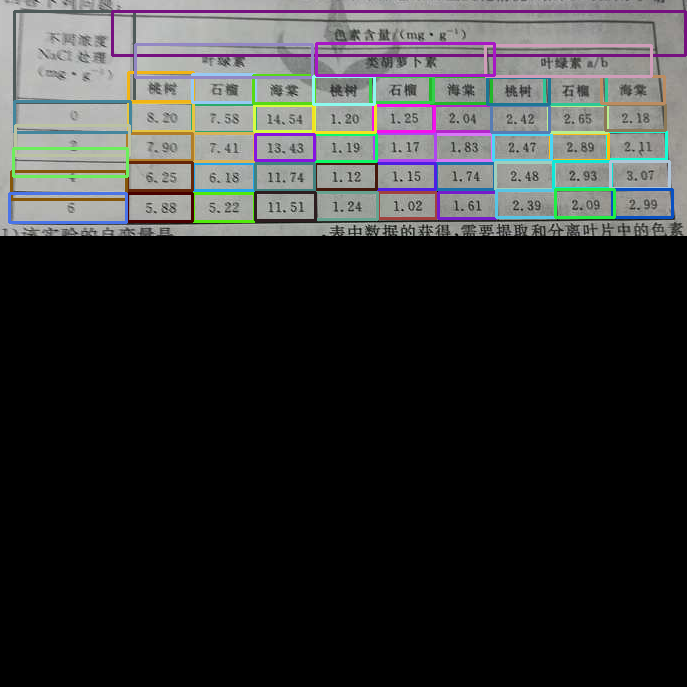 不同浓度
NaCl 处理
(mg·g⁻¹)
色素含量/(mg·g⁻¹)
叶绿素 类胡萝卜素 叶绿素 a/b
桃树 石榴 海棠 桃树 石榴 海棠 桃树 石榴 海棠
0 8.20 7.58 14.54 1.20 1.25 2.04 2.42 2.65 2.18
2 7.90 7.41 13.43 1.19 1.17 1.83 2.47 2.89 2.11
4 6.25 6.18 11.74 1.12 1.15 1.74 2.48 2.93 3.07
6 5.88 5.22 11.51 1.24 1.02 1.61 2.39 2.09 2.99
1)该实验的自变量是 ,表中数据的获得,需要提取和分离叶片中的色素